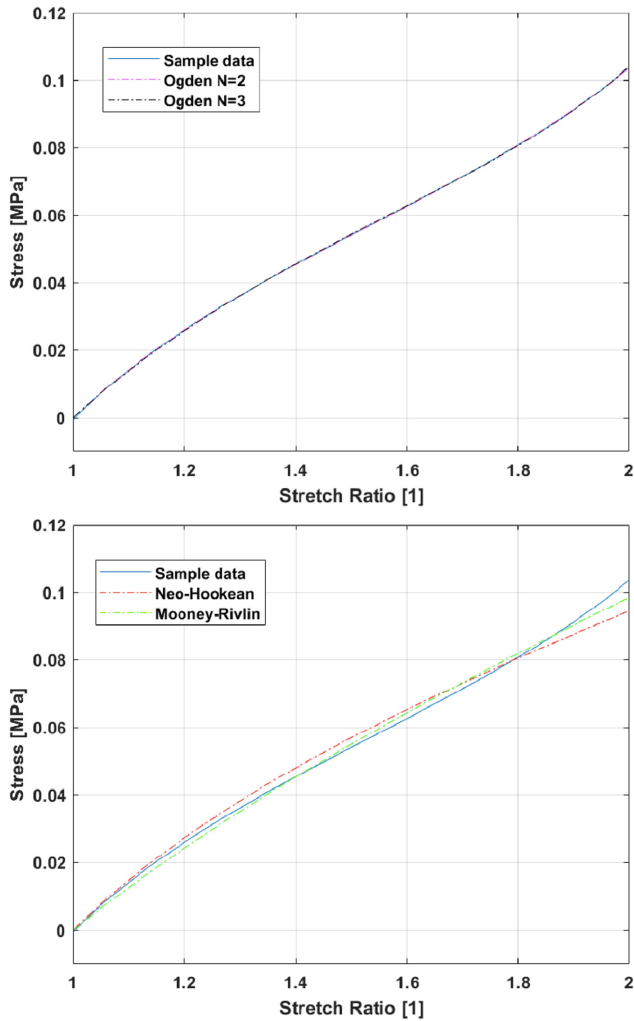 0.12
0.1
0.08
0.06
0.04
0.02
0
Stress [MPa]
Sample data
Ogden N=2
Ogden N=3
1
1.2
1.4
1.6
1.8
2
Stretch Ratio [1]
0.12
0.1
0.08
0.06
0.04
0.02
0
Stress [MPa]
Sample data
Neo-Hookean
Mooney-Rivlin
1
1.2
1.4
1.6
1.8
2
Stretch Ratio [1]